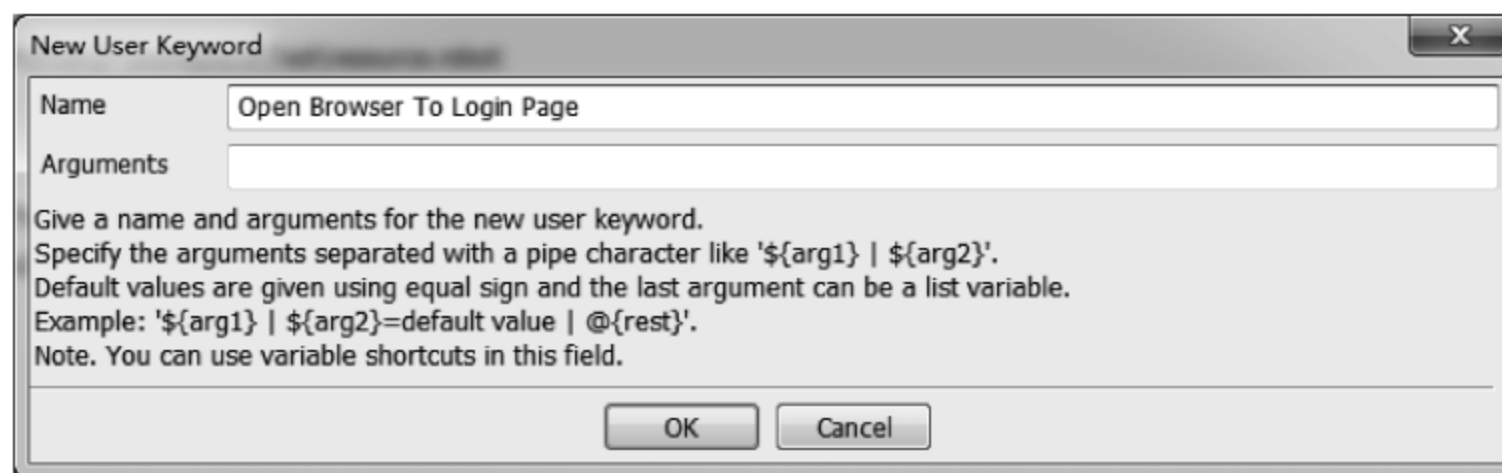 New User Keyword
Name
Open Browser To Login Page
Arguments
Give a name and arguments for the new user keyword.
Specify the arguments separated with a pipe character like '${arg1} | ${arg2}'.
Default values are given using equal sign and the last argument can be a list variable.
Example: '${arg1} | ${arg2}=default value | @{rest}'.
Note. You can use variable shortcuts in this field.
OK
Cancel